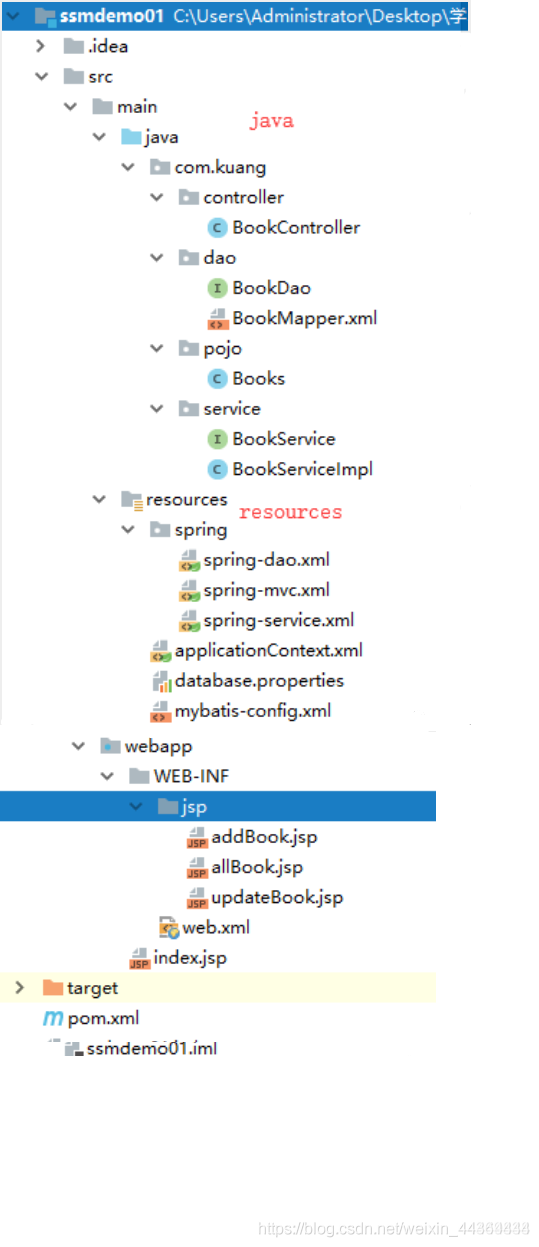 ssmdemo01 C:\Users\Administrator\Desktop\学
.idea
src
main
java
java
com.kuang
controller
BookController
dao
BookDao
BookMapper.xml
pojo
Books
service
BookService
BookServiceImpl
resources
resources
spring
spring-dao.xml
spring-mvc.xml
spring-service.xml
applicationContext.xml
database.properties
mybatis-config.xml
webapp
WEB-INF
jsp
addBook.jsp
allBook.jsp
updateBook.jsp
web.xml
index.jsp
target
pom.xml
ssmdemo01.iml